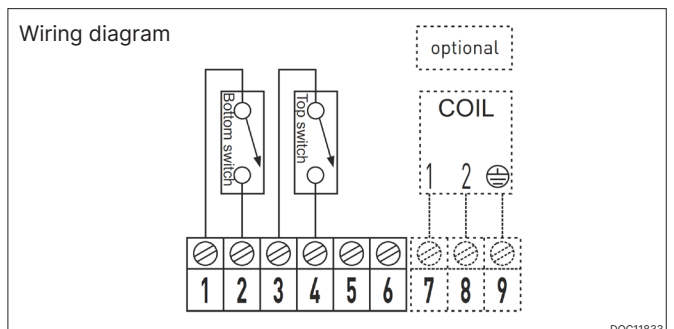 Wiring diagram
optional
Bottom switch
Top switch
COIL
1 2
1 2 3 4 5 6 7 8 9
DOC11833